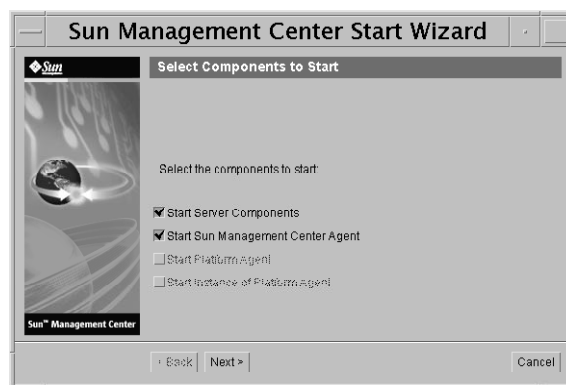 Sun Management Center Start Wizard
Sun
Select Components to Start
Select the components to start:
Start Server Components
Start Sun Management Center Agent
Start Platform Agent
Start Instance of Platform Agent
Sun™ Management Center
< Back Next > Cancel